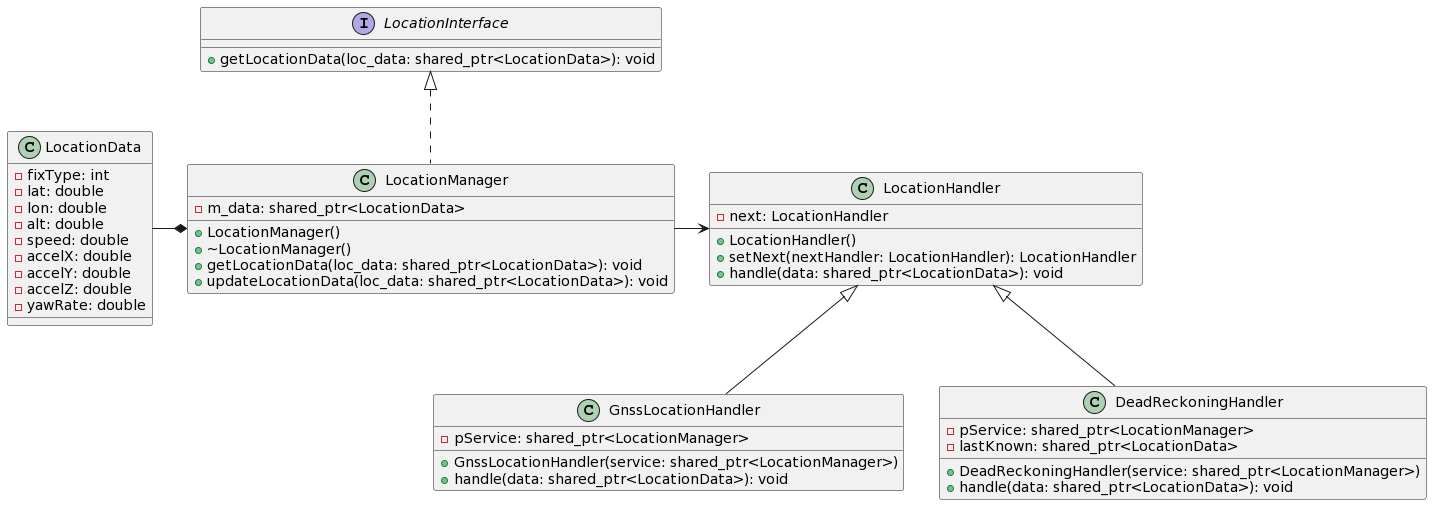 I LocationInterface
getLocationData(loc_data: shared_ptr<LocationData>): void
C LocationData
fixType: int
lat: double
lon: double
alt: double
speed: double
accelX: double
accelY: double
accelZ: double
yawRate: double
C LocationManager
m_data: shared_ptr<LocationData>
LocationManager()
~LocationManager()
getLocationData(loc_data: shared_ptr<LocationData>): void
updateLocationData(loc_data: shared_ptr<LocationData>): void
C LocationHandler
next: LocationHandler
LocationHandler()
setNext(nextHandler: LocationHandler): LocationHandler
handle(data: shared_ptr<LocationData>): void
C GnssLocationHandler
pService: shared_ptr<LocationManager>
GnssLocationHandler(service: shared_ptr<LocationManager>)
handle(data: shared_ptr<LocationData>): void
C DeadReckoningHandler
pService: shared_ptr<LocationManager>
lastKnown: shared_ptr<LocationData>
DeadReckoningHandler(service: shared_ptr<LocationManager>)
handle(data: shared_ptr<LocationData>): void